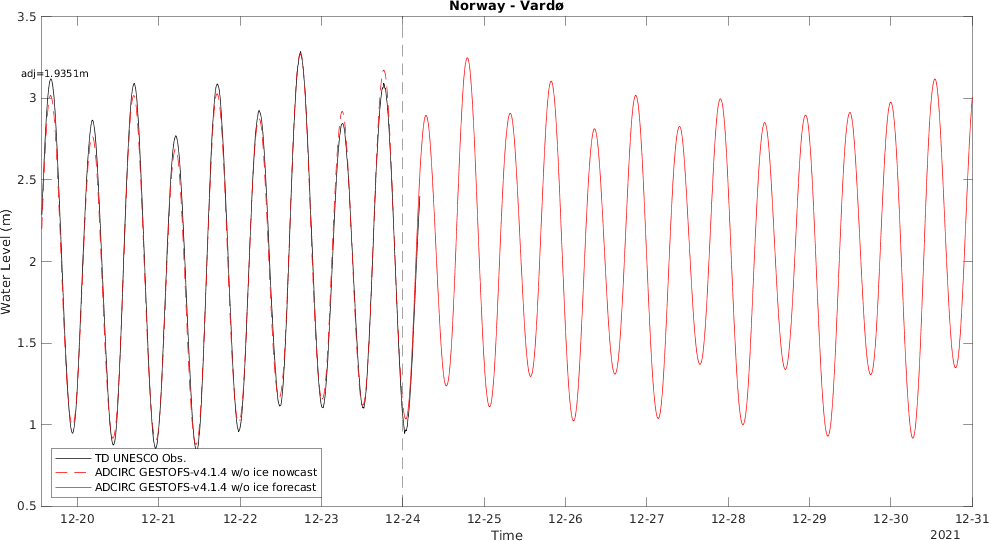 Norway - Vardø
adj=1.9351m
3.5
3
2.5
2
1.5
1
0.5
Water Level (m)
TD UNESCO Obs.
ADCIRC GESTOFS-v4.1.4 w/o ice nowcast
ADCIRC GESTOFS-v4.1.4 w/o ice forecast
12-20 12-21 12-22 12-23 12-24 12-25 12-26 12-27 12-28 12-29 12-30 12-31
Time
2021